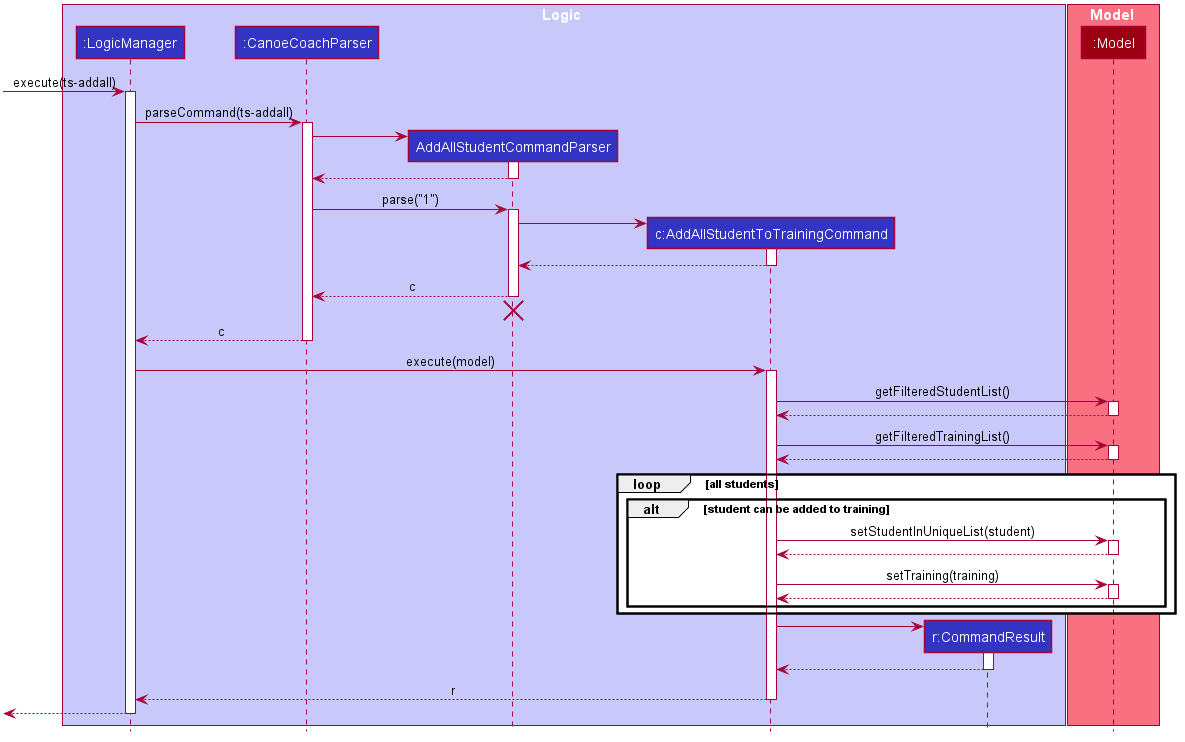 Logic
Model
:LogicManager
:CanoeCoachParser
:Model
execute(ts-addall)
parseCommand(ts-addall)
AddAllStudentCommandParser
parse("1")
c:AddAllStudentToTrainingCommand
c
c
execute(model)
getFilteredStudentList()
getFilteredTrainingList()
loop [all students]
alt [student can be added to training]
setStudentInUniqueList(student)
setTraining(training)
r:CommandResult
r